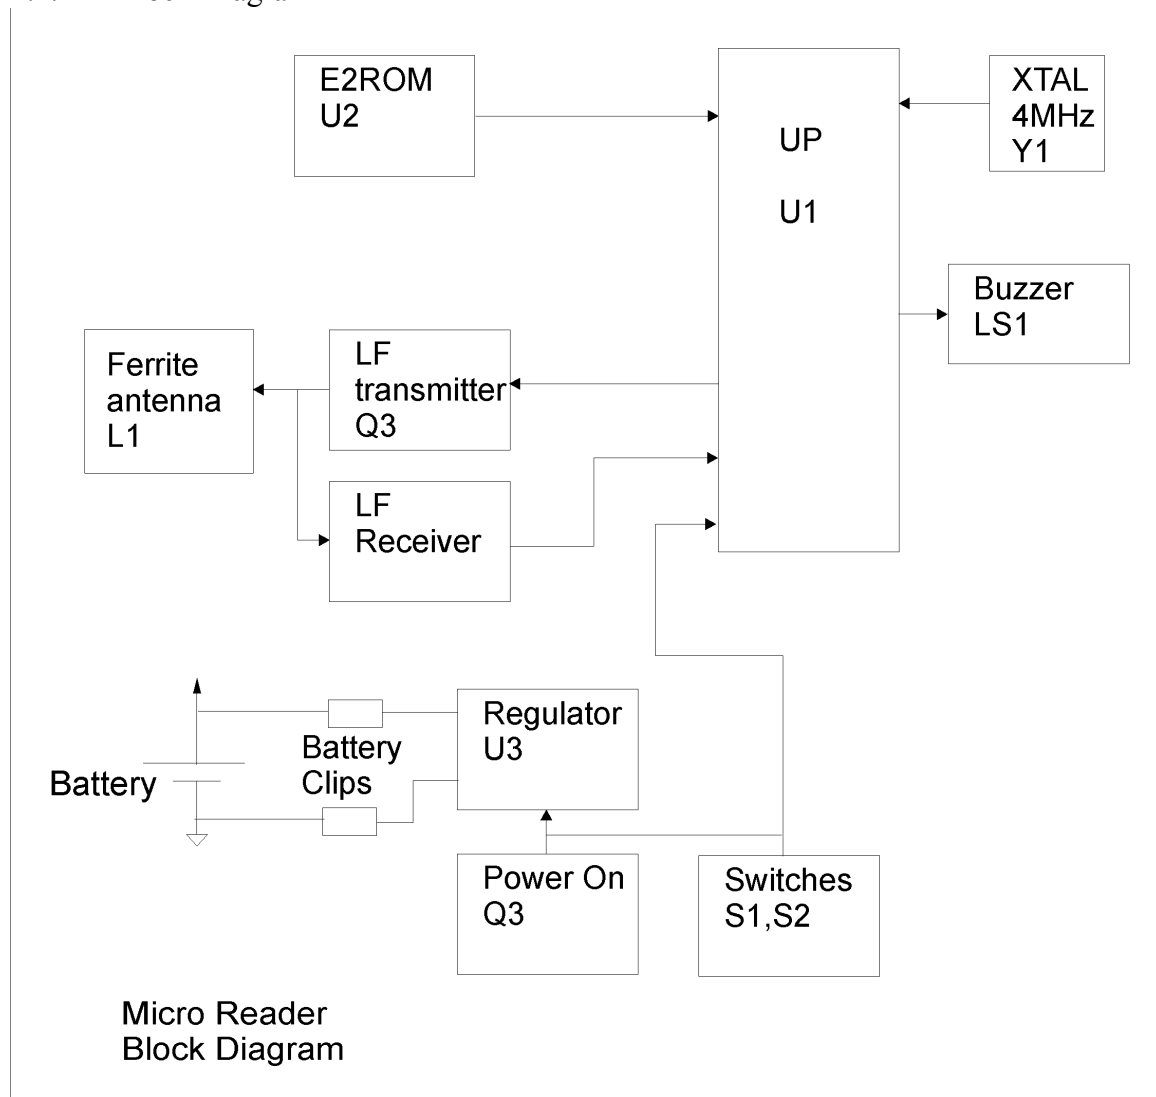 E2ROM
U2
UP
U1
XTAL
4MHz
Y1
Buzzer
LS1
Ferrite
antenna
L1
LF
transmitter
Q3
LF
Receiver
Regulator
U3
Battery
Clips
Battery
Power On
Q3
Switches
S1,S2
Micro Reader
Block Diagram